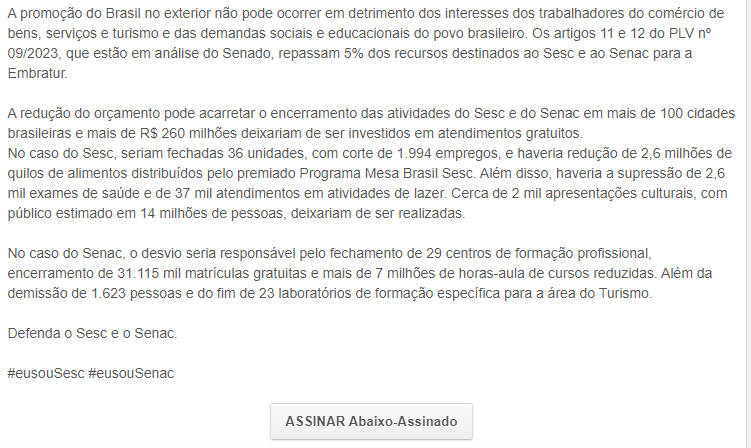 A promoção do Brasil no exterior não pode ocorrer em detrimento dos interesses dos trabalhadores do comércio de
bens, serviços e turismo e das demandas sociais e educacionais do povo brasileiro. Os artigos 11 e 12 do PLV nº
09/2023, que estão em análise do Senado, repassam 5% dos recursos destinados ao Sesc e ao Senac para a
Embratur.
A redução do orçamento pode acarretar o encerramento das atividades do Sesc e do Senac em mais de 100 cidades
brasileiras e mais de R$ 260 milhões deixariam de ser investidos em atendimentos gratuitos.
No caso do Sesc, seriam fechadas 36 unidades, com corte de 1.994 empregos, e haveria redução de 2,6 milhões de
quilos de alimentos distribuídos pelo premiado Programa Mesa Brasil Sesc. Além disso, haveria a supressão de 2,6
mil exames de saúde e de 37 mil atendimentos em atividades de lazer. Cerca de 2 mil apresentações culturais, com
público estimado em 14 milhões de pessoas, deixariam de ser realizadas.
No caso do Senac, o desvio seria responsável pelo fechamento de 29 centros de formação profissional,
encerramento de 31.115 mil matrículas gratuitas e mais de 7 milhões de horas-aula de cursos reduzidas. Além da
demissão de 1.623 pessoas e do fim de 23 laboratórios de formação específica para a área do Turismo.
Defenda o Sesc e o Senac.
#eusouSesc #eusouSenac
ASSINAR Abaixo-Assinado